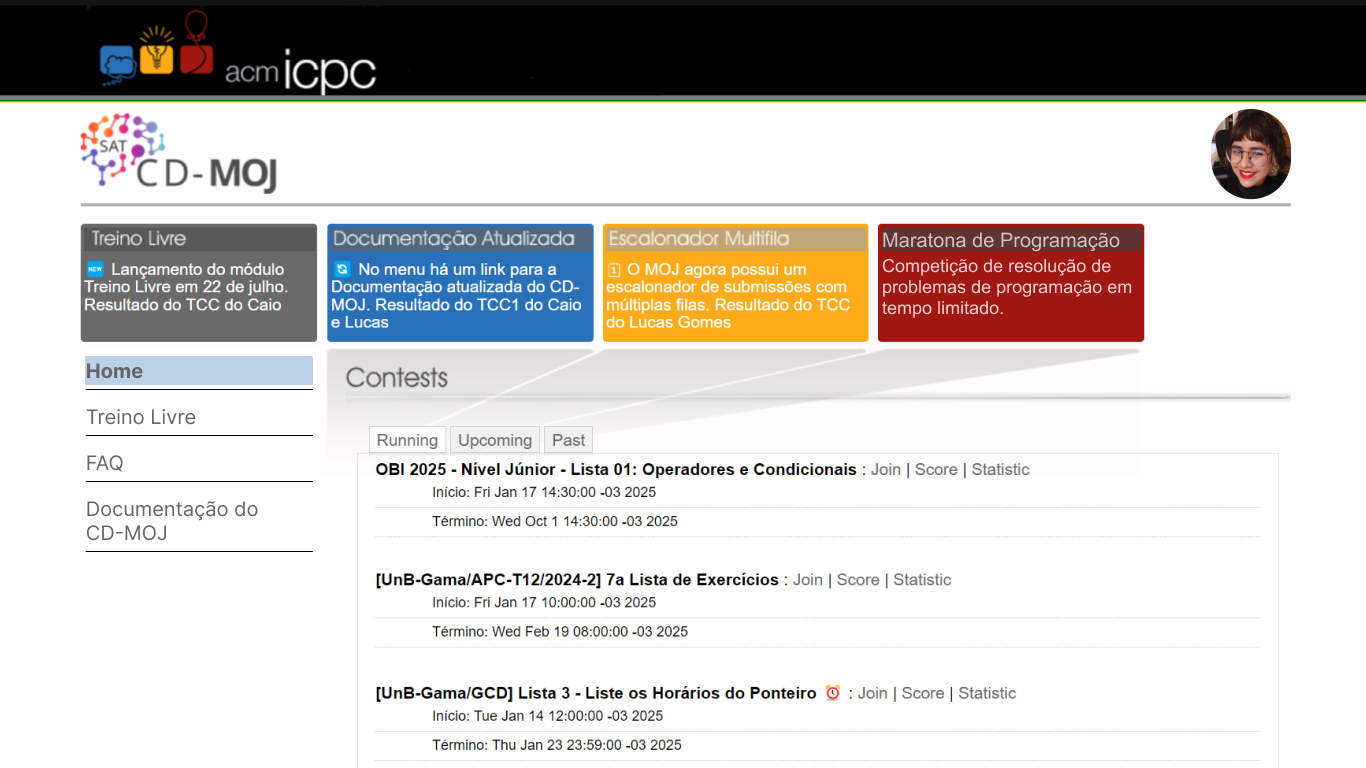 acm icpc
SAT
CD-MOJ
Treino Livre
NEW Lançamento do módulo
Treino Livre em 22 de julho.
Resultado do TCC do Caio
Documentação Atualizada
No menu há um link para a
Documentação atualizada do CD-
MOJ. Resultado do TCC1 do Caio
e Lucas
Escalonador Multifila
1 O MOJ agora possui um
escalonador de submissões com
múltiplas filas. Resultado do TCC
do Lucas Gomes
Maratona de Programação
Competição de resolução de
problemas de programação em
tempo limitado.
Home
Treino Livre
FAQ
Documentação do
CD-MOJ
Contests
Running Upcoming Past
OBI 2025 - Nível Júnior - Lista 01: Operadores e Condicionais : Join | Score | Statistic
Início: Fri Jan 17 14:30:00 -03 2025
Término: Wed Oct 1 14:30:00 -03 2025
[UnB-Gama/APC-T12/2024-2] 7a Lista de Exercícios : Join | Score | Statistic
Início: Fri Jan 17 10:00:00 -03 2025
Término: Wed Feb 19 08:00:00 -03 2025
[UnB-Gama/GCD] Lista 3 - Liste os Horários do Ponteiro ⏰ : Join | Score | Statistic
Início: Tue Jan 14 12:00:00 -03 2025
Término: Thu Jan 23 23:59:00 -03 2025